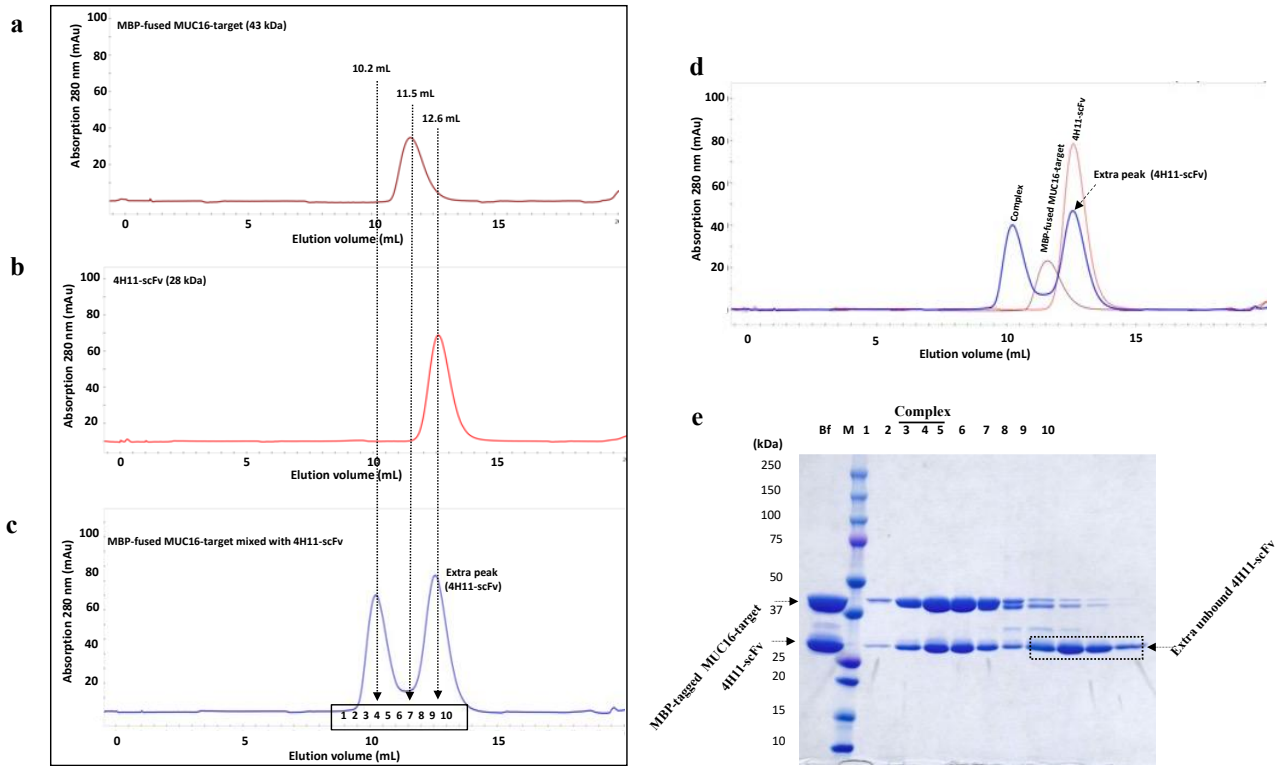 a
MBP-fused MUC16-target (43 kDa)
Absorption 280 nm (mAu)
100
80
60
40
20
10.2 mL
11.5 mL
12.6 mL
0
10
15
Elution volume (mL)
b
4H11-scFv (28 kDa)
Absorption 280 nm (mAu)
100
80
60
40
20
0
5
10
15
Elution volume (mL)
c
MBP-fused MUC16-target mixed with 4H11-scFv
Absorption 280 nm (mAu)
100
80
60
40
20
Extra peak
(4H11-scFv)
1 2 3 4 5 6 7 8 9 10
0
5
10
15
Elution volume (mL)
d
Absorption 280 nm (mAu)
100
80
60
40
20
Complex
MBP-fused MUC16-target
4H11-scFv
Extra peak (4H11-scFv)
0
5
10
15
Elution volume (mL)
e
Complex
Bf M 1 2 3 4 5 6 7 8 9 10
(kDa)
250
150
100
75
50
37
25
20
15
10
MBP-tagged MUC16-target
4H11-scFv
Extra unbound 4H11-scFv